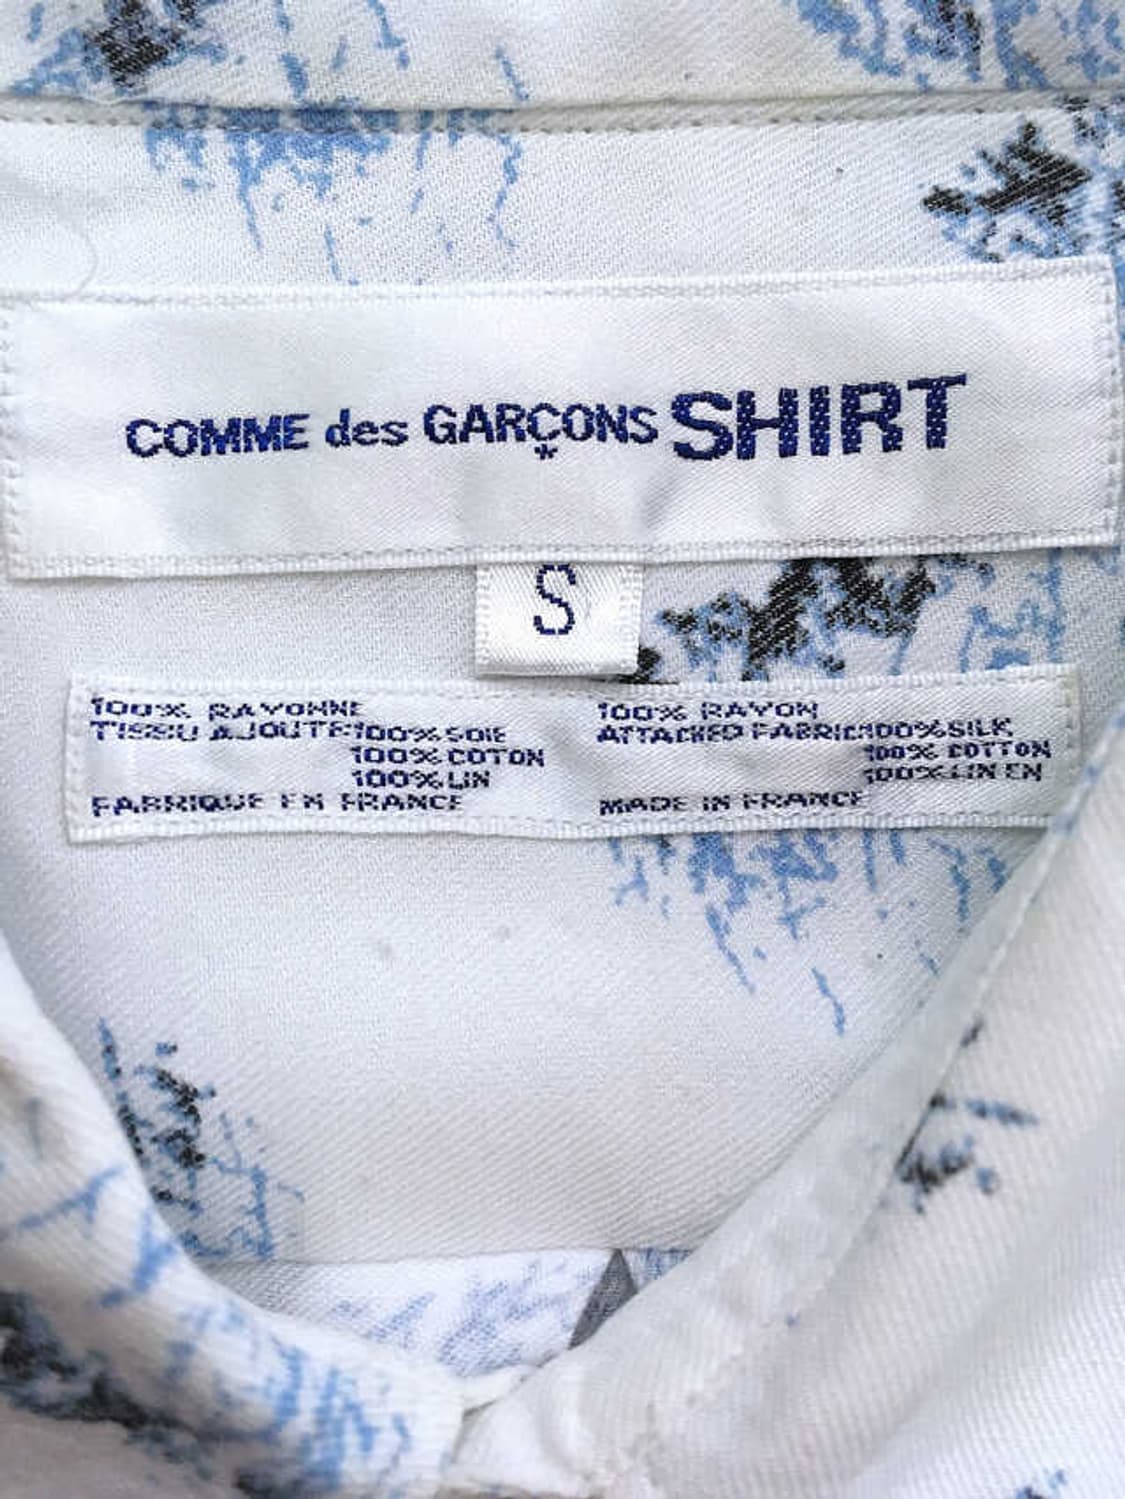 COMME des GARÇONS SHIRT
*
S
100% RAYONNE
TISSU AJOUTE:100% SOIE
100% COTON
100% LIN
FABRIQUE EN FRANCE
100% RAYON
ATTACHED FABRIC:100% SILK
100% COTTON
100% LINEN
MADE IN FRANCE